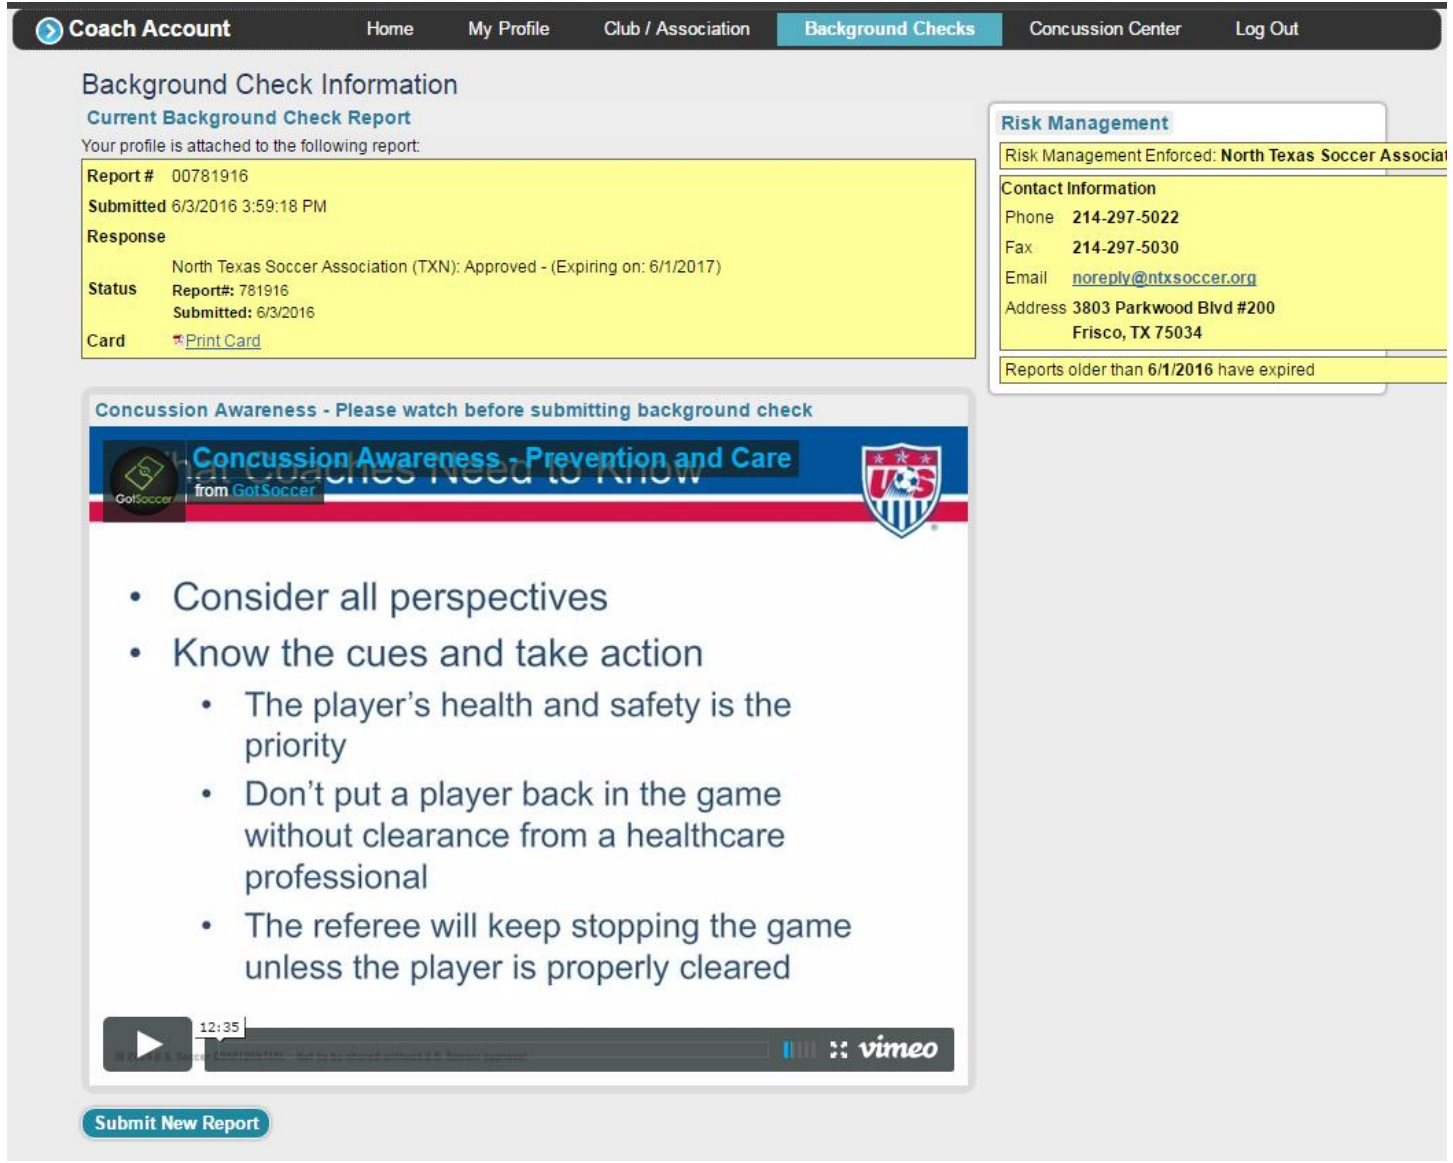 Coach Account Home My Profile Club / Association Background Checks Concussion Center Log Out
Background Check Information
Current Background Check Report
Your profile is attached to the following report:
Report # 00781916
Submitted 6/3/2016 3:59:18 PM
Response
North Texas Soccer Association (TXN): Approved - (Expiring on: 6/1/2017)
Status Report#: 781916
Submitted: 6/3/2016
Card Print Card
Risk Management
Risk Management Enforced: North Texas Soccer Associat
Contact Information
Phone 214-297-5022
Fax 214-297-5030
Email noreply@ntxsoccer.org
Address 3803 Parkwood Blvd #200
Frisco, TX 75034
Reports older than 6/1/2016 have expired
Concussion Awareness - Please watch before submitting background check
Concussion Awareness - Prevention and Care
from GotSoccer
GotSoccer
Coaches Need to Know
US
• Consider all perspectives
• Know the cues and take action
• The player's health and safety is the
priority
• Don't put a player back in the game
without clearance from a healthcare
professional
• The referee will keep stopping the game
unless the player is properly cleared
12:35
vimeo
Submit New Report